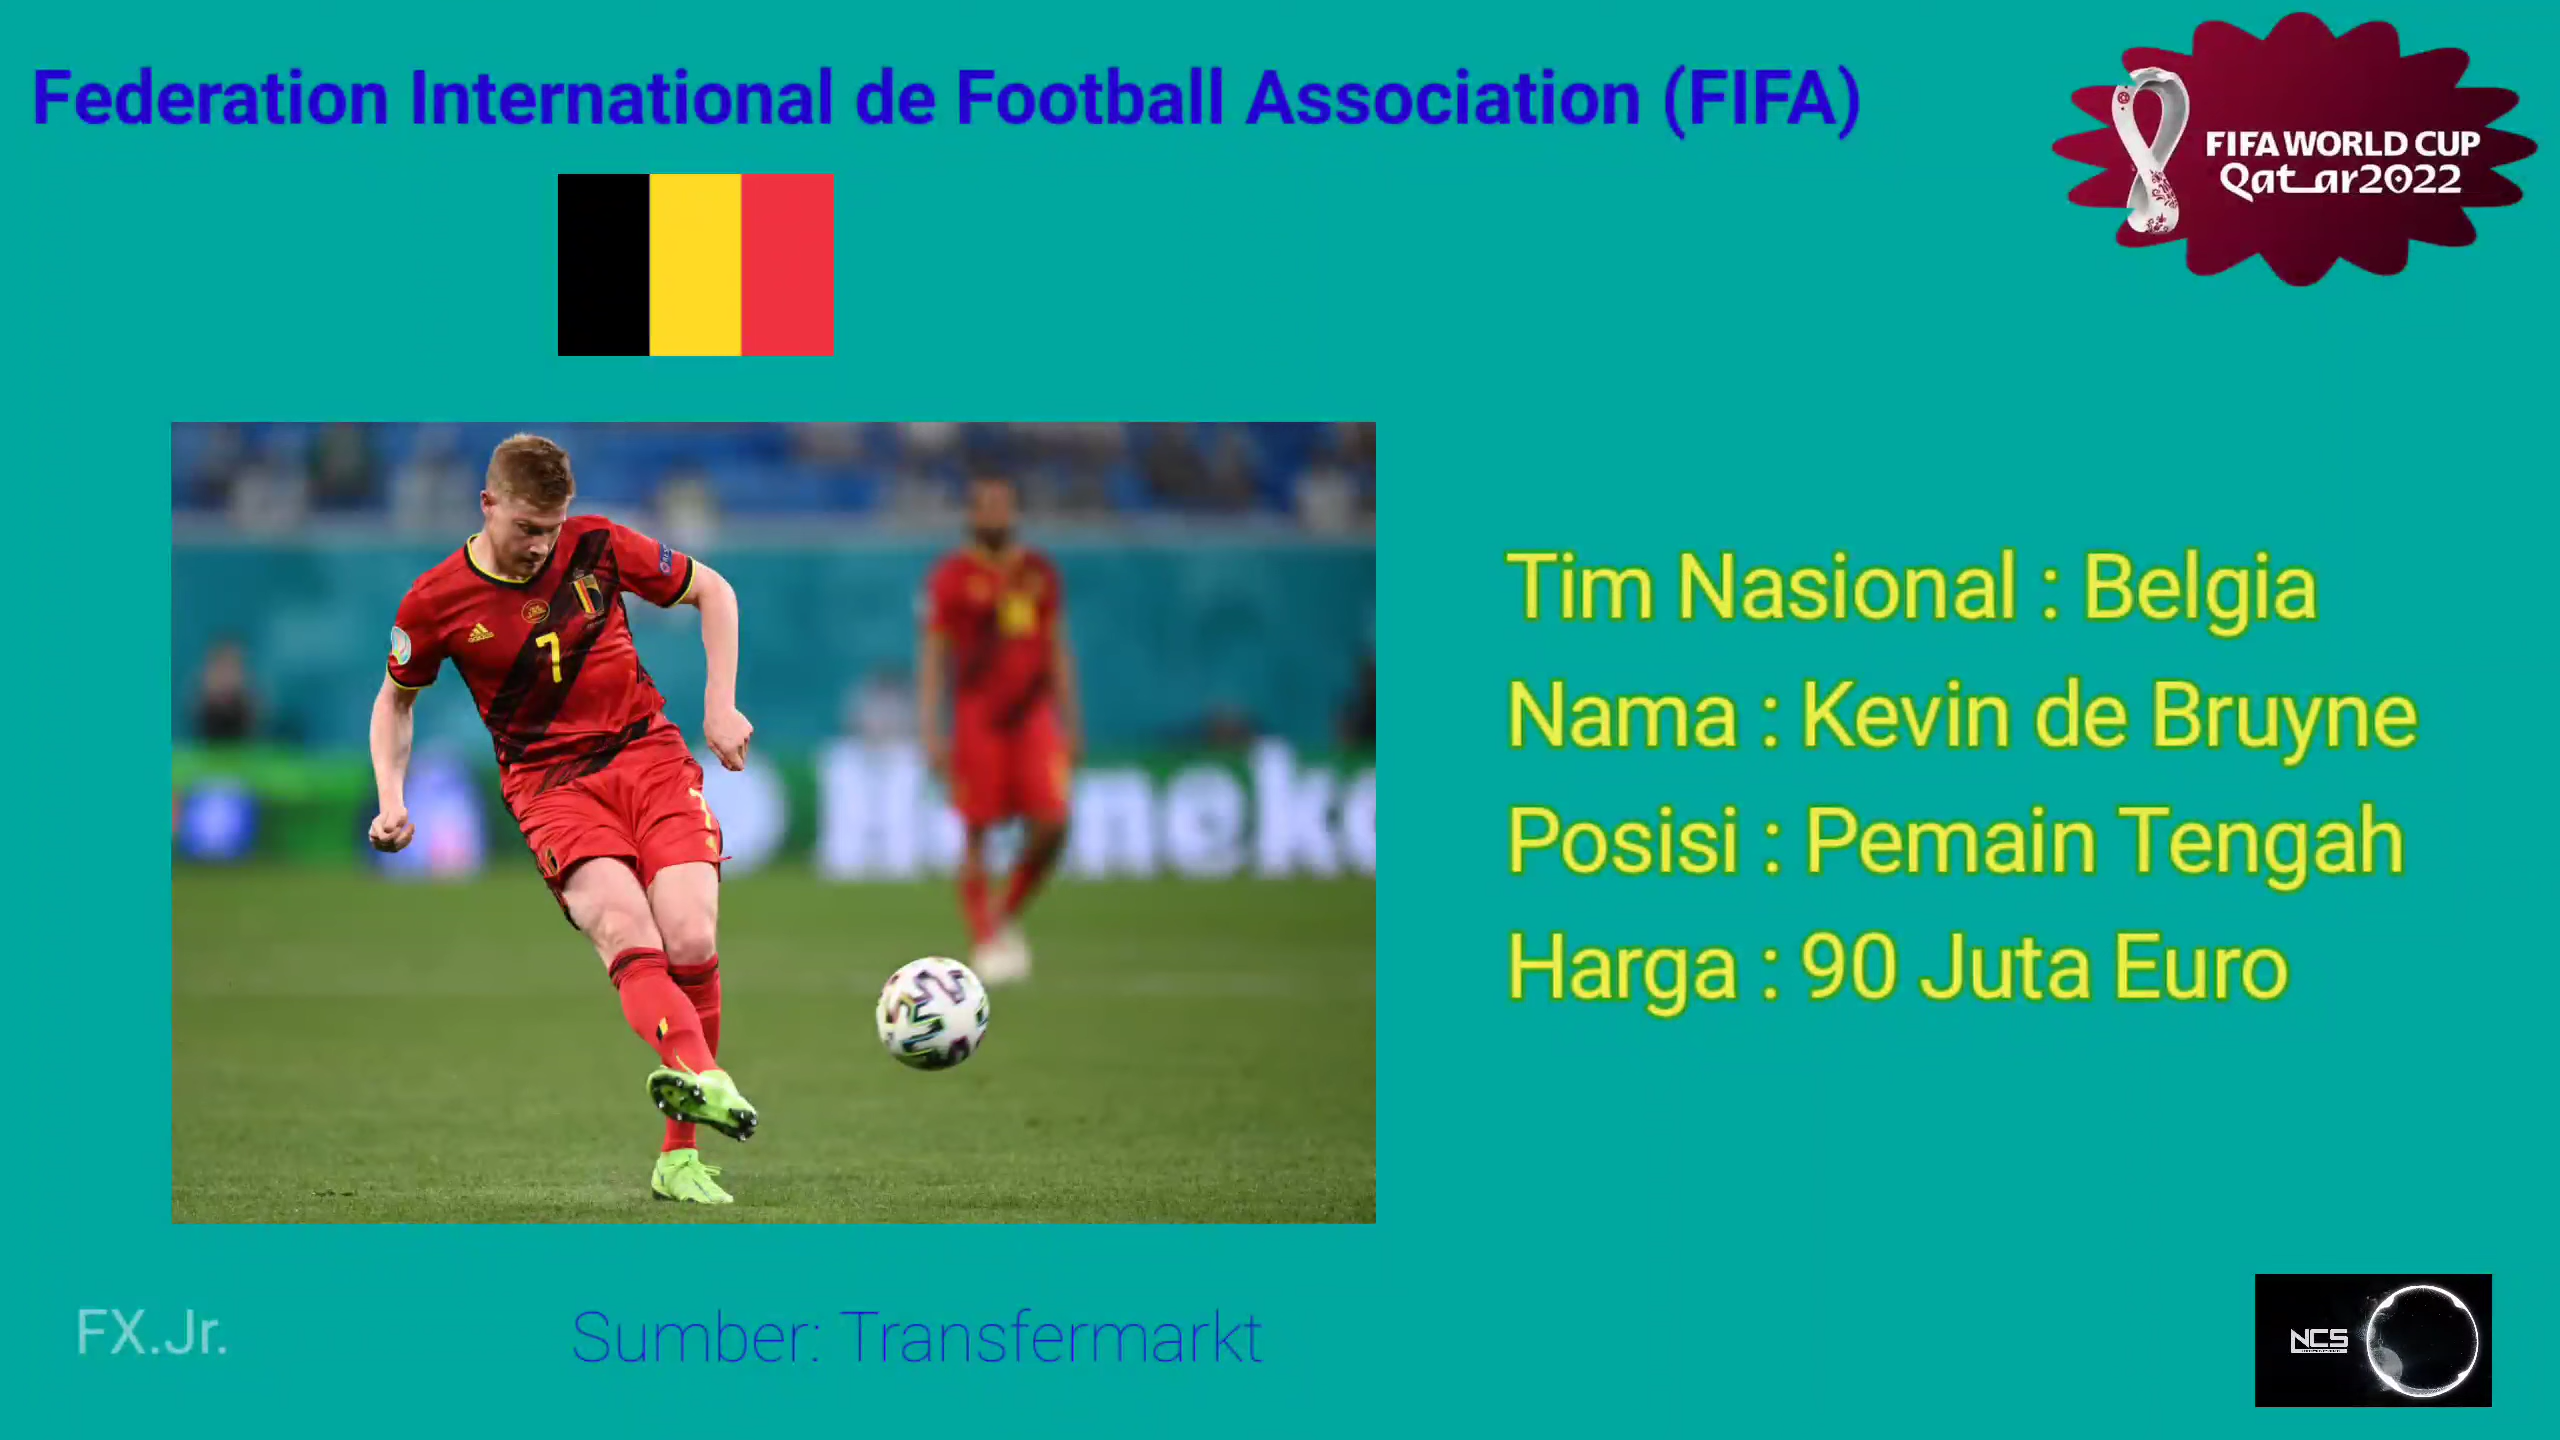 Federation International de Football Association (FIFA)
FIFA WORLD CUP
Qatar2022
7
Tim Nasional : Belgia
Nama : Kevin de Bruyne
Posisi : Pemain Tengah
Harga : 90 Juta Euro
FX.Jr.
Sumber: Transfermarkt
NCS